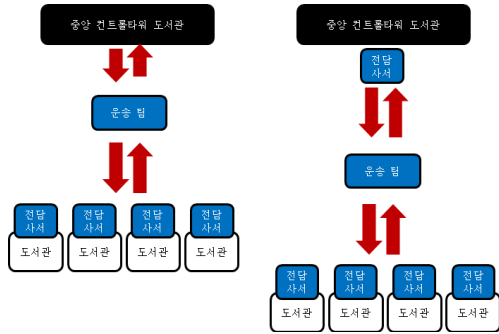 중앙 컨트롤타워 도서관
운송 팀
전담
사서
전담
사서
전담
사서
전담
사서
도서관
도서관
도서관
도서관
중앙 컨트롤타워 도서관
전담
사서
운송 팀
전담
사서
전담
사서
전담
사서
전담
사서
도서관
도서관
도서관
도서관